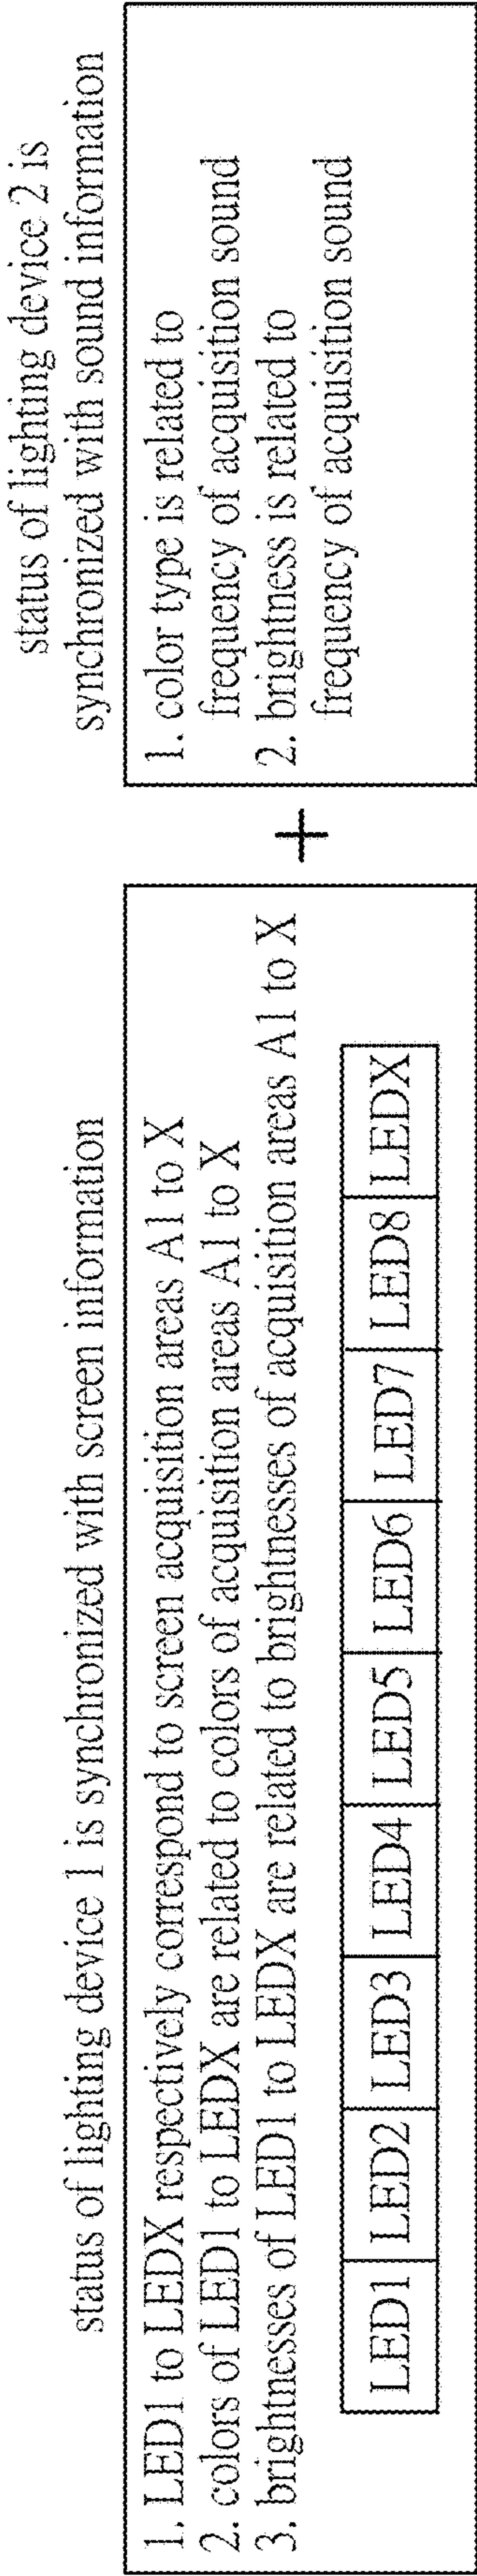 status of lighting device 1 is synchronized with screen information
1. LED1 to LEDX respectively correspond to screen acquisition areas A1 to X
2. colors of LED1 to LEDX are related to colors of acquisition areas A1 to X
3. brightnesses of LED1 to LEDX are related to brightnesses of acquisition areas A1 to X
LED1 LED2 LED3 LED4 LED5 LED6 LED7 LED8 LEDX
+
status of lighting device 2 is
synchronized with sound information
1. color type is related to
frequency of acquisition sound
2. brightness is related to
frequency of acquisition sound